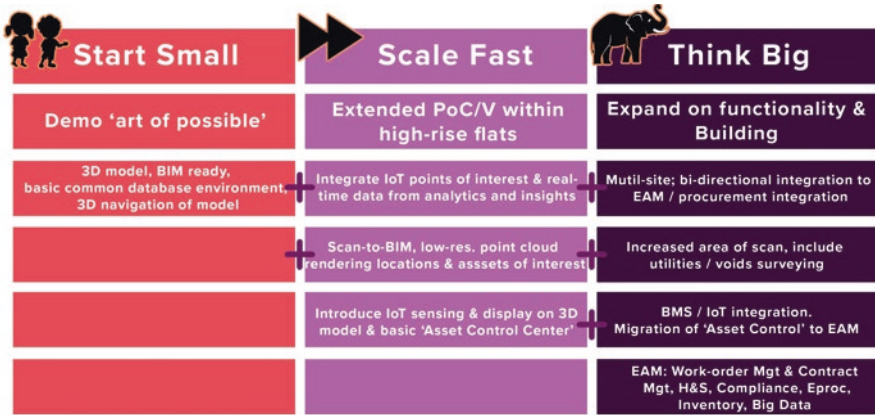 Start Small
Scale Fast
Think Big
Demo ‘art of possible’
Extended PoC/V within
high-rise flats
Expand on functionality &
Building
3D model, BIM ready,
basic common database environment,
3D navigation of model
Integrate IoT points of interest & real-
time data from analytics and insights
Mutil-site; bi-directional integration to
EAM / procurement integration
Scan-to-BIM, low-res. point cloud
rendering locations & asssets of interest
Increased area of scan, include
utilities / voids surveying
Introduce IoT sensing & display on 3D
model & basic ‘Asset Control Center’
BMS / IoT integration.
Migration of ‘Asset Control’ to EAM
EAM: Work-order Mgt & Contract
Mgt, H&S, Compliance, Eproc,
Inventory, Big Data